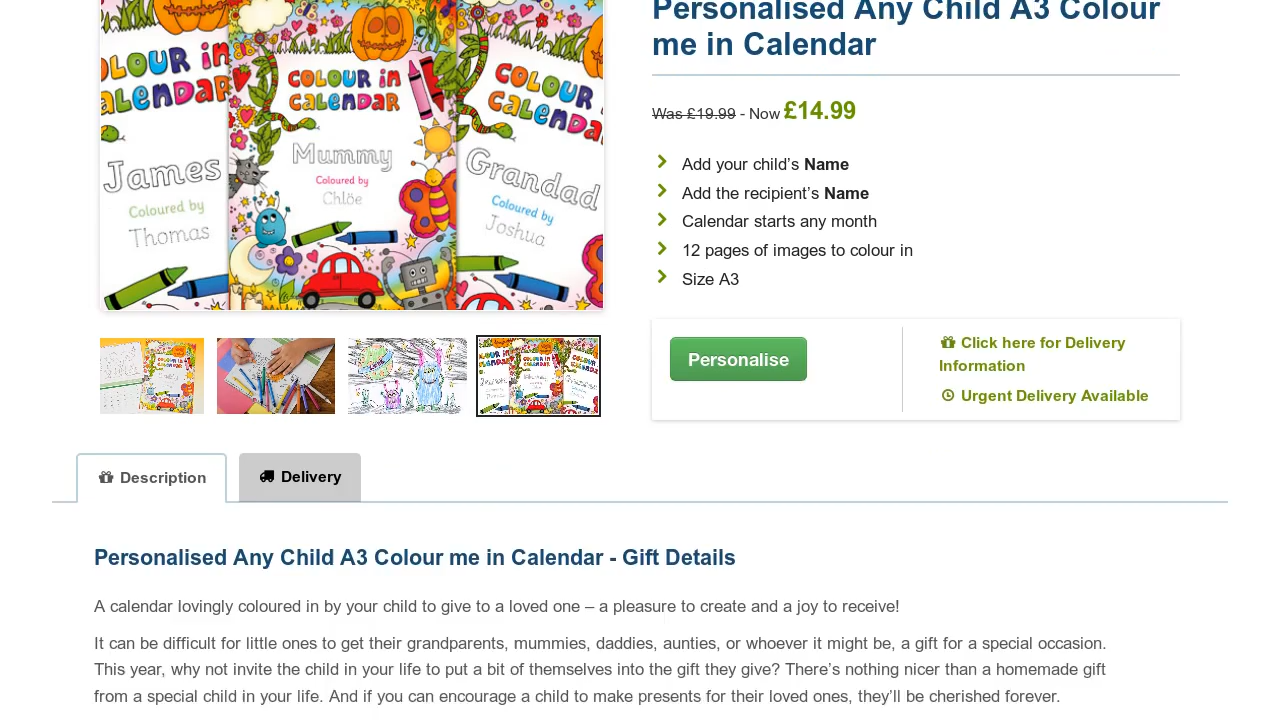 Personalised Any Child A3 Colour
me in Calendar
Was £19.99 - Now £14.99
Add your child’s Name
Add the recipient’s Name
Calendar starts any month
12 pages of images to colour in
Size A3
Personalise
Click here for Delivery
Information
Urgent Delivery Available
COLOUR IN
CALENDAR
James
Coloured by
Thomas
COLOUR IN
CALENDAR
Mummy
Coloured by
Chlöe
COLOUR IN
CALENDAR
Grandad
Coloured by
Joshua
Description
Delivery
Personalised Any Child A3 Colour me in Calendar - Gift Details
A calendar lovingly coloured in by your child to give to a loved one – a pleasure to create and a joy to receive!
It can be difficult for little ones to get their grandparents, mummies, daddies, aunties, or whoever it might be, a gift for a special occasion.
This year, why not invite the child in your life to put a bit of themselves into the gift they give? There’s nothing nicer than a homemade gift
from a special child in your life. And if you can encourage a child to make presents for their loved ones, they’ll be cherished forever.